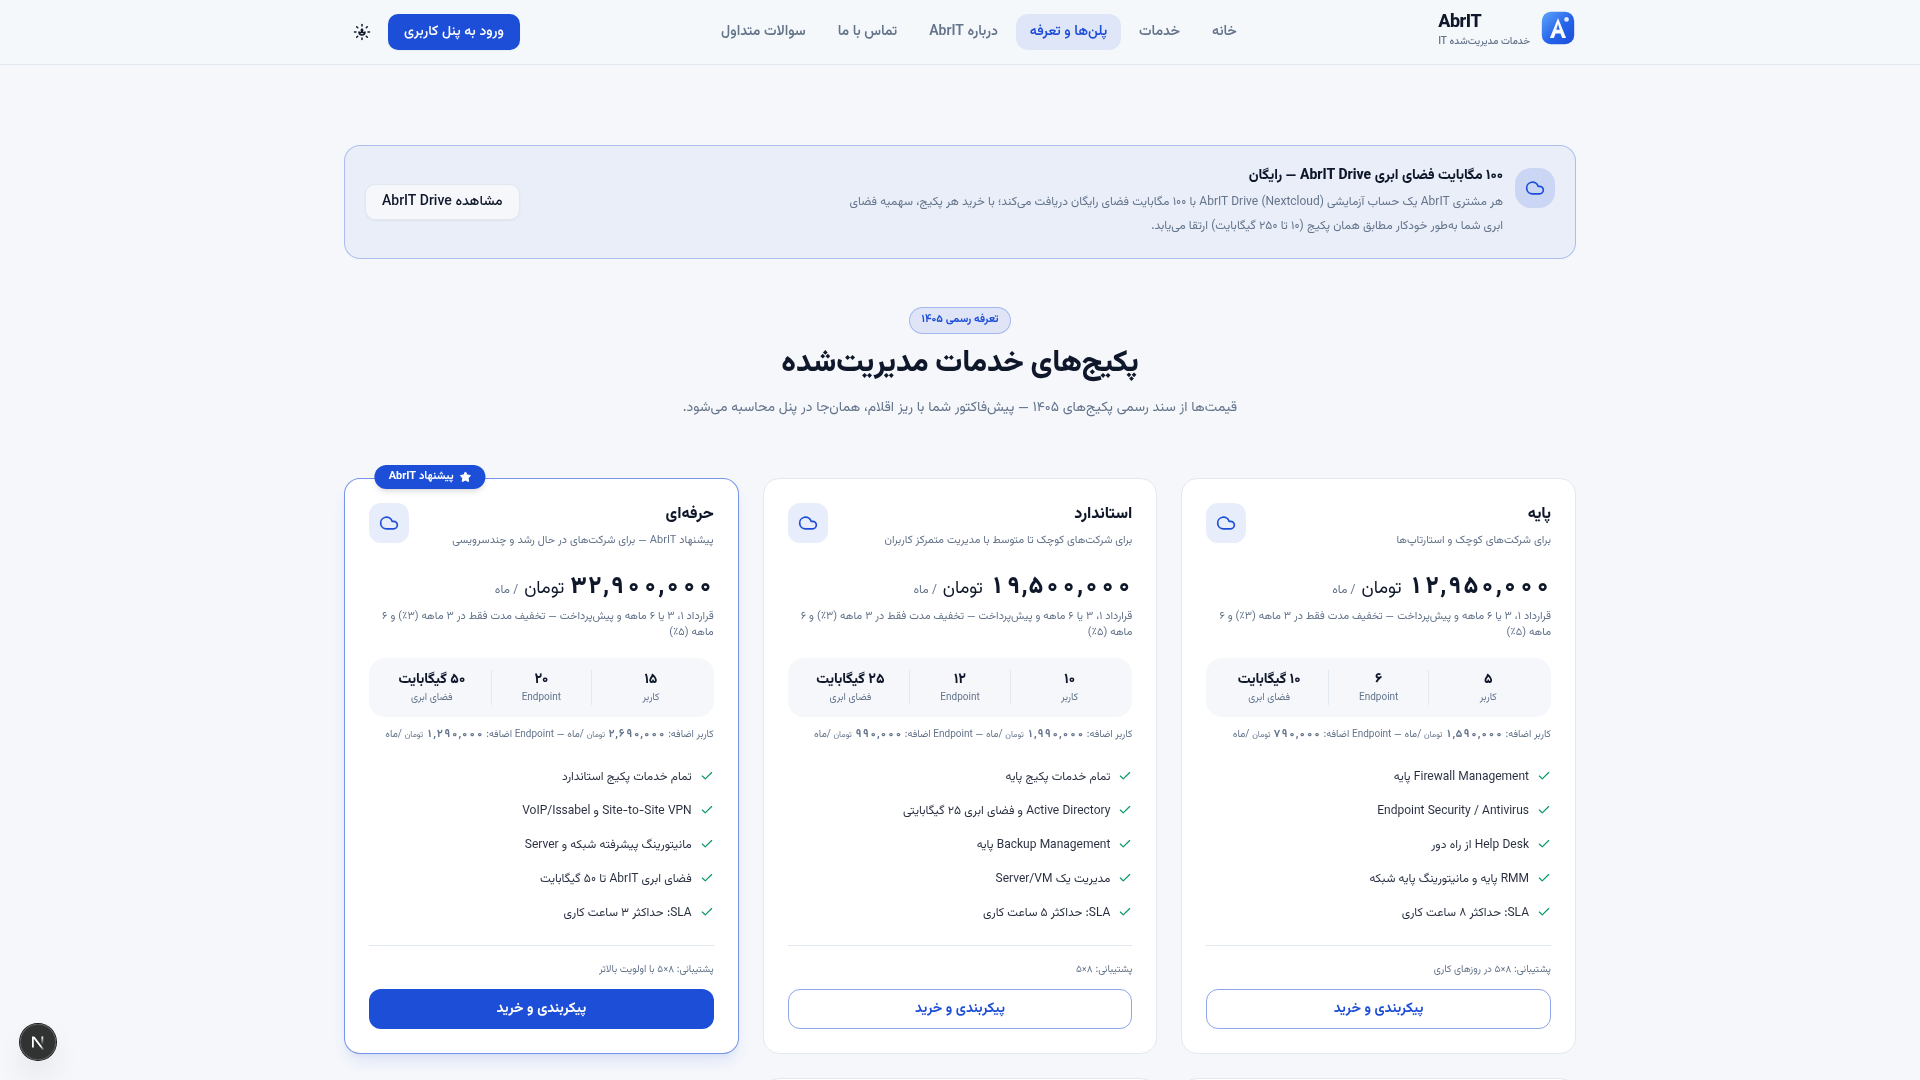 AbrIT
خدمات مدیریت‌شده IT
خانه
خدمات
پلن‌ها و تعرفه
درباره AbrIT
تماس با ما
سوالات متداول
ورود به پنل کاربری
۱۰۰ مگابایت فضای ابری AbrIT Drive — رایگان
هر مشتری AbrIT یک حساب آزمایشی AbrIT Drive (Nextcloud) با ۱۰۰ مگابایت فضای رایگان دریافت می‌کند؛ با خرید هر پکیج، سهمیه فضای
ابری شما به‌طور خودکار مطابق همان پکیج (۱۰ تا ۲۵۰ گیگابایت) ارتقا می‌یابد.
مشاهده AbrIT Drive
تعرفه رسمی ۱۴۰۵
پکیج‌های خدمات مدیریت‌شده
قیمت‌ها از سند رسمی پکیج‌های ۱۴۰۵ — پیش‌فاکتور شما با ریز اقلام، همان‌جا در پنل محاسبه می‌شود.
پایه
برای شرکت‌های کوچک و استارتاپ‌ها
۱۲,۹۵۰,۰۰۰ تومان / ماه
قرارداد ۱، ۳ یا ۶ ماهه و پیش‌پرداخت — تخفیف مدت فقط در ۳ ماهه (۳٪) و ۶
ماهه (۵٪)
۵
کاربر
۶
Endpoint
۱۰ گیگابایت
فضای ابری
کاربر اضافه: ۱,۵۹۰,۰۰۰ تومان /ماه — Endpoint اضافه: ۷۹۰,۰۰۰ تومان /ماه
Firewall Management پایه
Endpoint Security / Antivirus
Help Desk از راه دور
RMM پایه و مانیتورینگ پایه شبکه
SLA: حداکثر ۸ ساعت کاری
پشتیبانی: ۸×۵ در روزهای کاری
پیکربندی و خرید
استاندارد
برای شرکت‌های کوچک تا متوسط با مدیریت متمرکز کاربران
۱۹,۵۰۰,۰۰۰ تومان / ماه
قرارداد ۱، ۳ یا ۶ ماهه و پیش‌پرداخت — تخفیف مدت فقط در ۳ ماهه (۳٪) و ۶
ماهه (۵٪)
۱۰
کاربر
۱۲
Endpoint
۲۵ گیگابایت
فضای ابری
کاربر اضافه: ۱,۹۹۰,۰۰۰ تومان /ماه — Endpoint اضافه: ۹۹۰,۰۰۰ تومان /ماه
تمام خدمات پکیج پایه
Active Directory و فضای ابری ۲۵ گیگابایتی
Backup Management پایه
مدیریت یک Server/VM
SLA: حداکثر ۵ ساعت کاری
پشتیبانی: ۸×۵
پیکربندی و خرید
پیشنهاد AbrIT
حرفه‌ای
پیشنهاد AbrIT — برای شرکت‌های در حال رشد و چندسرویسی
۳۲,۹۰۰,۰۰۰ تومان / ماه
قرارداد ۱، ۳ یا ۶ ماهه و پیش‌پرداخت — تخفیف مدت فقط در ۳ ماهه (۳٪) و ۶
ماهه (۵٪)
۱۵
کاربر
۲۰
Endpoint
۵۰ گیگابایت
فضای ابری
کاربر اضافه: ۲,۶۹۰,۰۰۰ تومان /ماه — Endpoint اضافه: ۱,۲۹۰,۰۰۰ تومان /ماه
تمام خدمات پکیج استاندارد
Site-to-Site VPN و VoIP/Issabel
مانیتورینگ پیشرفته شبکه و Server
فضای ابری AbrIT تا ۵۰ گیگابایت
SLA: حداکثر ۳ ساعت کاری
پشتیبانی: ۸×۵ با اولویت بالاتر
پیکربندی و خرید